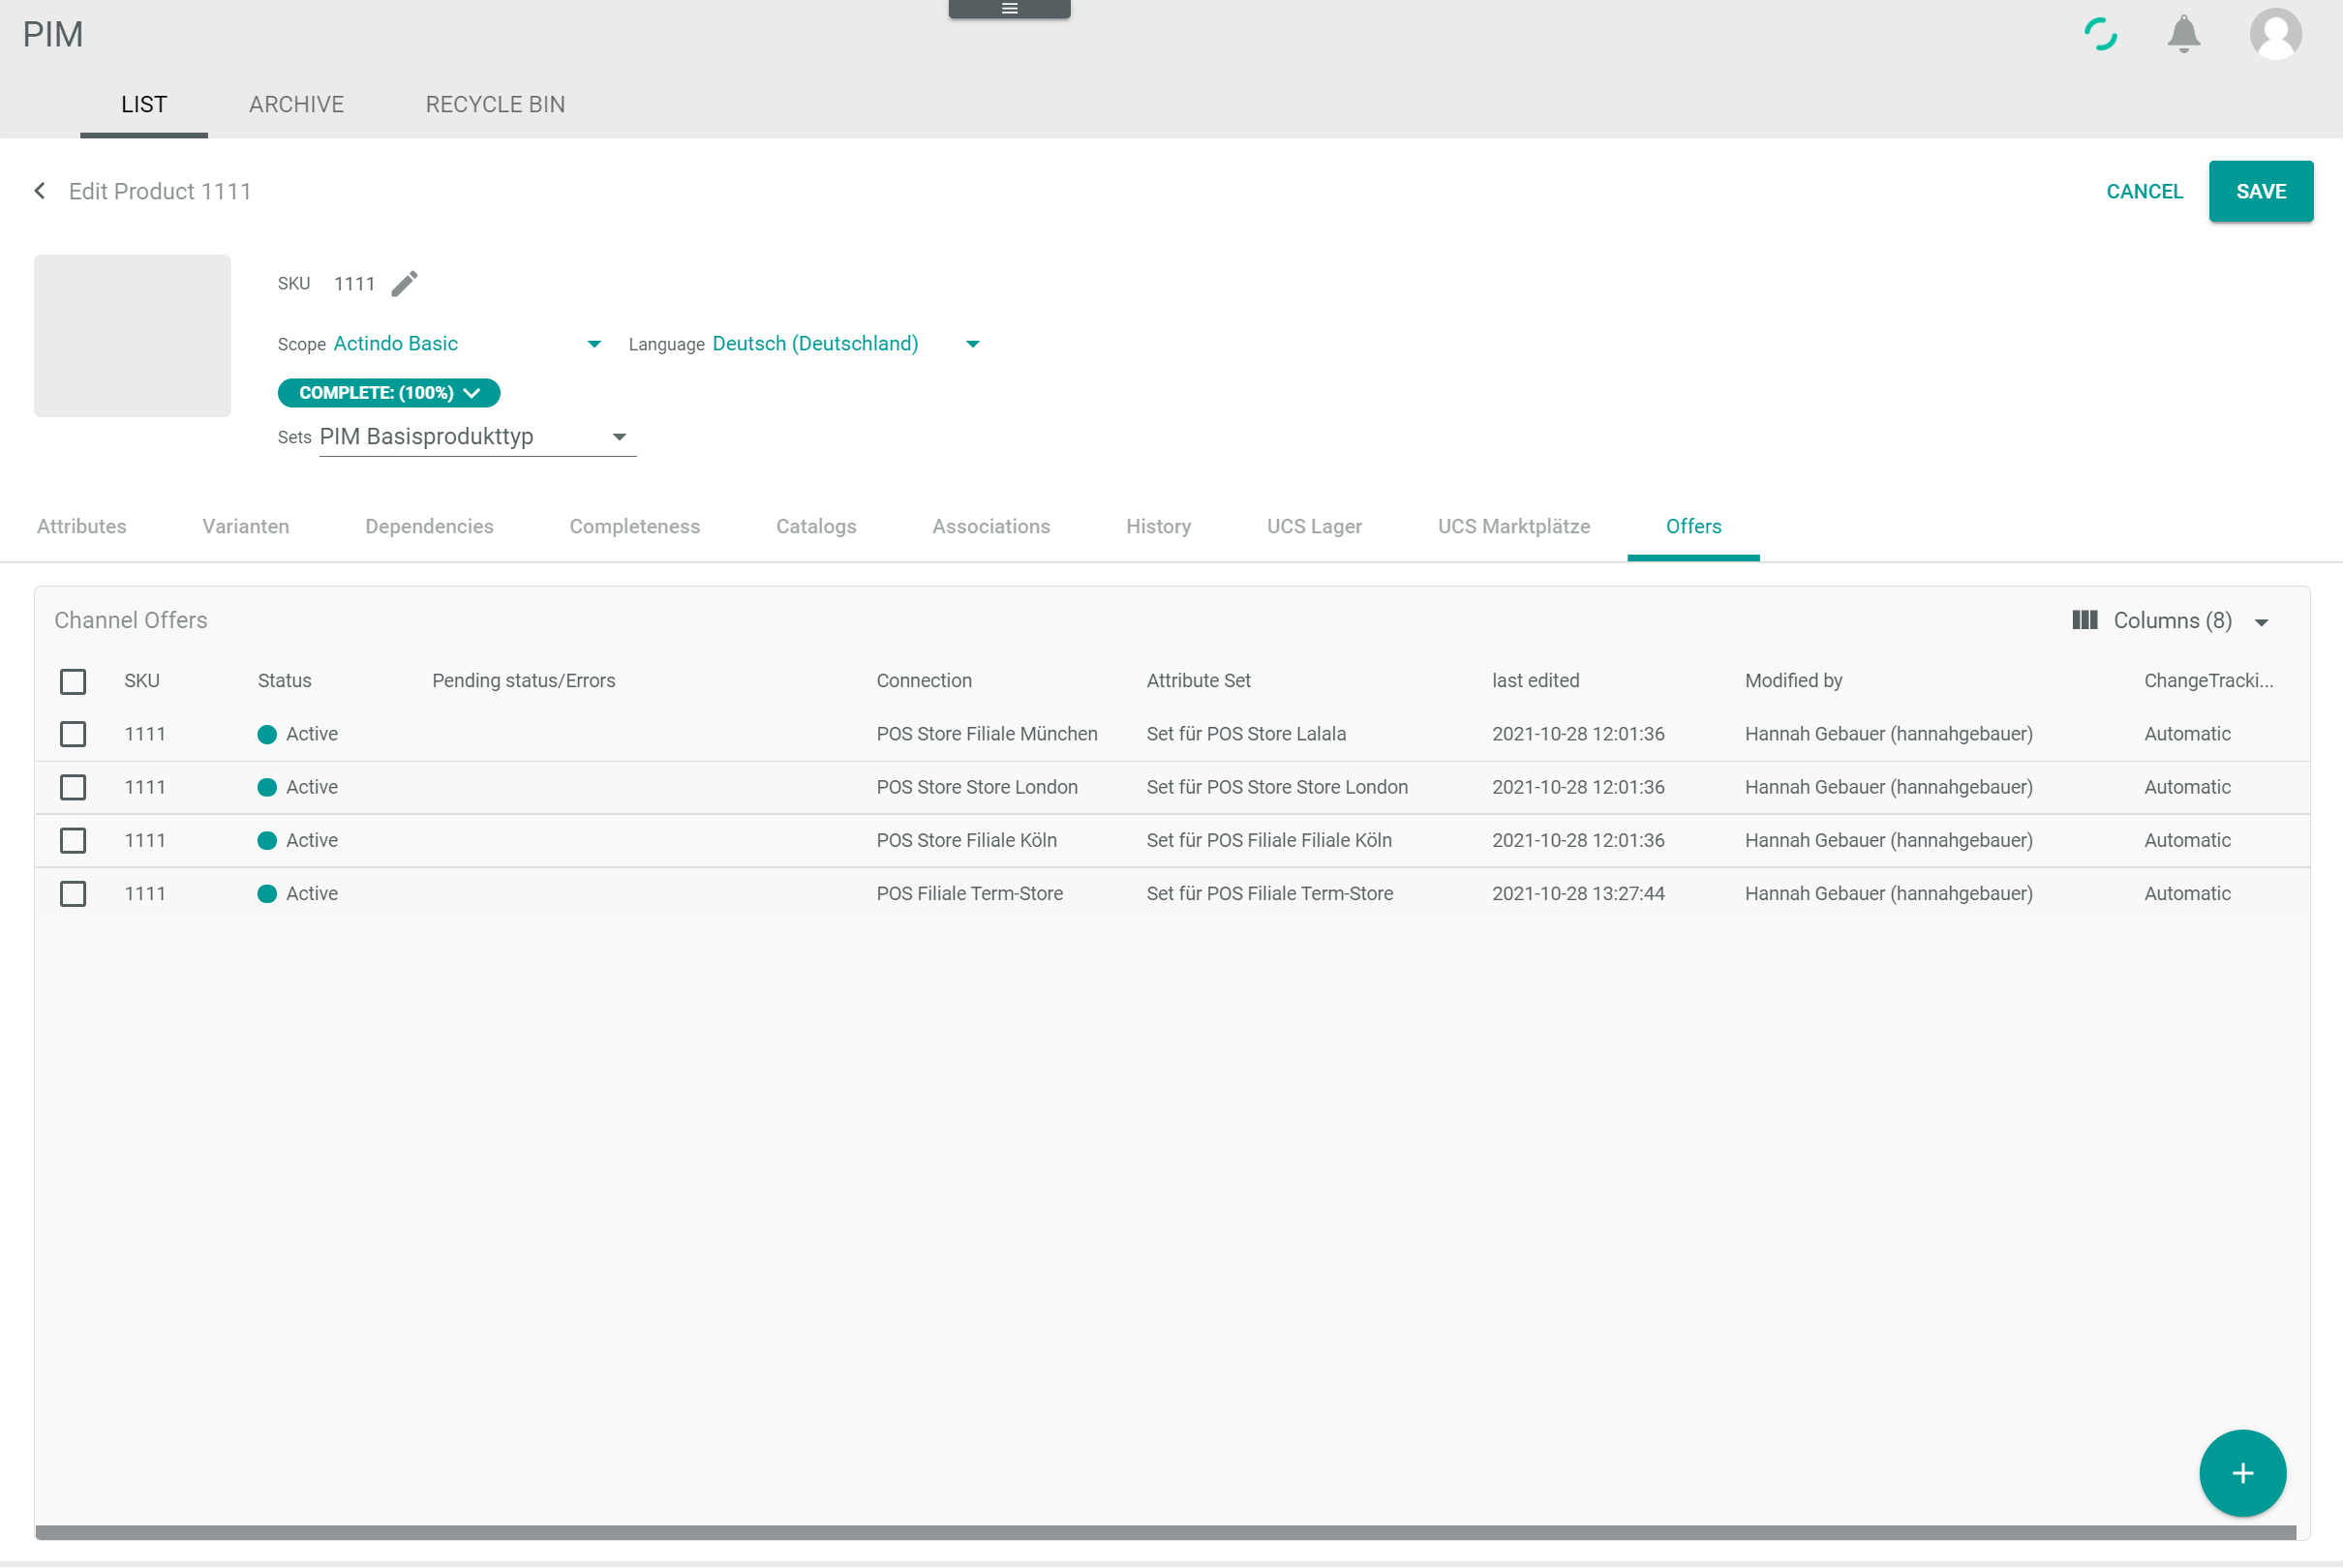 PIM
LIST ARCHIVE RECYCLE BIN
Edit Product 1111 CANCEL SAVE
SKU 1111
Scope Actindo Basic Language Deutsch (Deutschland)
COMPLETE: (100%)
Sets PIM Basisprodukttyp
Attributes Varianten Dependencies Completeness Catalogs Associations History UCS Lager UCS Marktplätze Offers
Channel Offers Columns (8)
SKU Status Pending status/Errors Connection Attribute Set last edited Modified by ChangeTracki...
1111 Active POS Store Filiale München Set für POS Store Lalala 2021-10-28 12:01:36 Hannah Gebauer (hannahgebauer) Automatic
1111 Active POS Store Store London Set für POS Store Store London 2021-10-28 12:01:36 Hannah Gebauer (hannahgebauer) Automatic
1111 Active POS Store Filiale Köln Set für POS Filiale Filiale Köln 2021-10-28 12:01:36 Hannah Gebauer (hannahgebauer) Automatic
1111 Active POS Filiale Term-Store Set für POS Filiale Term-Store 2021-10-28 13:27:44 Hannah Gebauer (hannahgebauer) Automatic